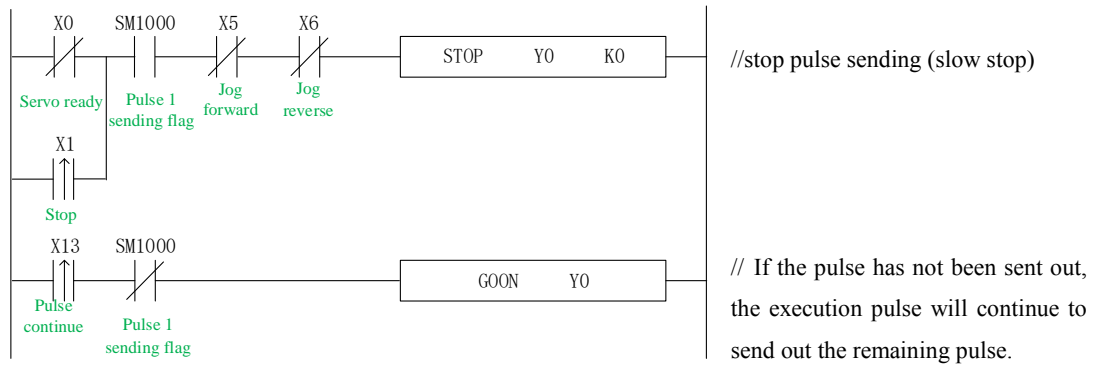 X0 SM1000 X5 X6
STOP Y0 K0
//stop pulse sending (slow stop)
Servo ready
Pulse 1
sending flag
Jog
forward
Jog
reverse
X1
Stop
X13 SM1000
GOON Y0
// If the pulse has not been sent out,
the execution pulse will continue to
send out the remaining pulse.
Pulse
continue
Pulse 1
sending flag